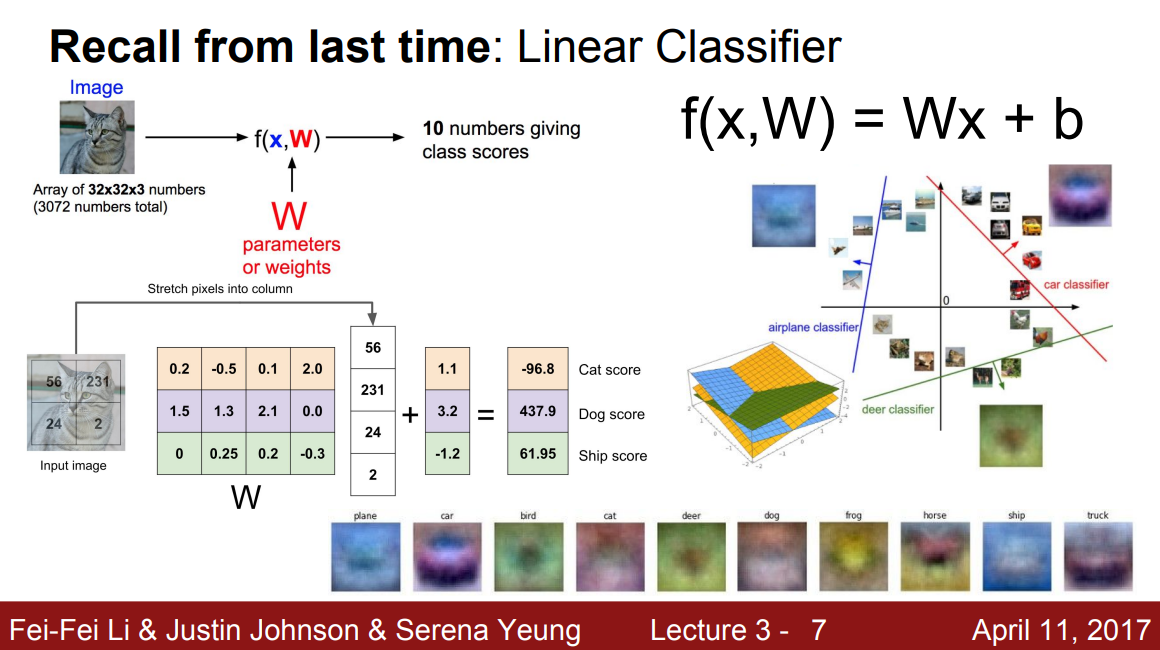 Recall from last time: Linear Classifier
Image
f(x,W)
10 numbers giving
class scores
Array of 32x32x3 numbers
(3072 numbers total)
W
parameters
or weights
f(x,W) = Wx + b
Stretch pixels into column
56 231
24 2
Input image
0.2 -0.5 0.1 2.0
1.5 1.3 2.1 0.0
0 0.25 0.2 -0.3
W
56
231
24
2
+
1.1
3.2
-1.2
=
-96.8 Cat score
437.9 Dog score
61.95 Ship score
car classifier
0
airplane classifier
deer classifier
plane car bird cat deer dog frog horse ship truck
Fei-Fei Li & Justin Johnson & Serena Yeung Lecture 3 - 7 April 11, 2017